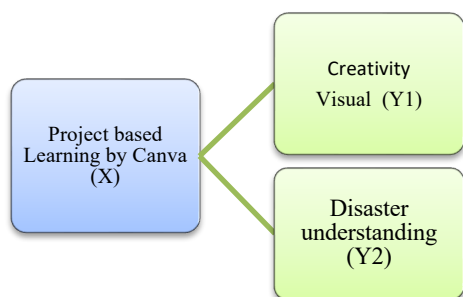 Project based
Learning by Canva
(X)
Creativity
Visual (Y1)
Disaster
understanding
(Y2)